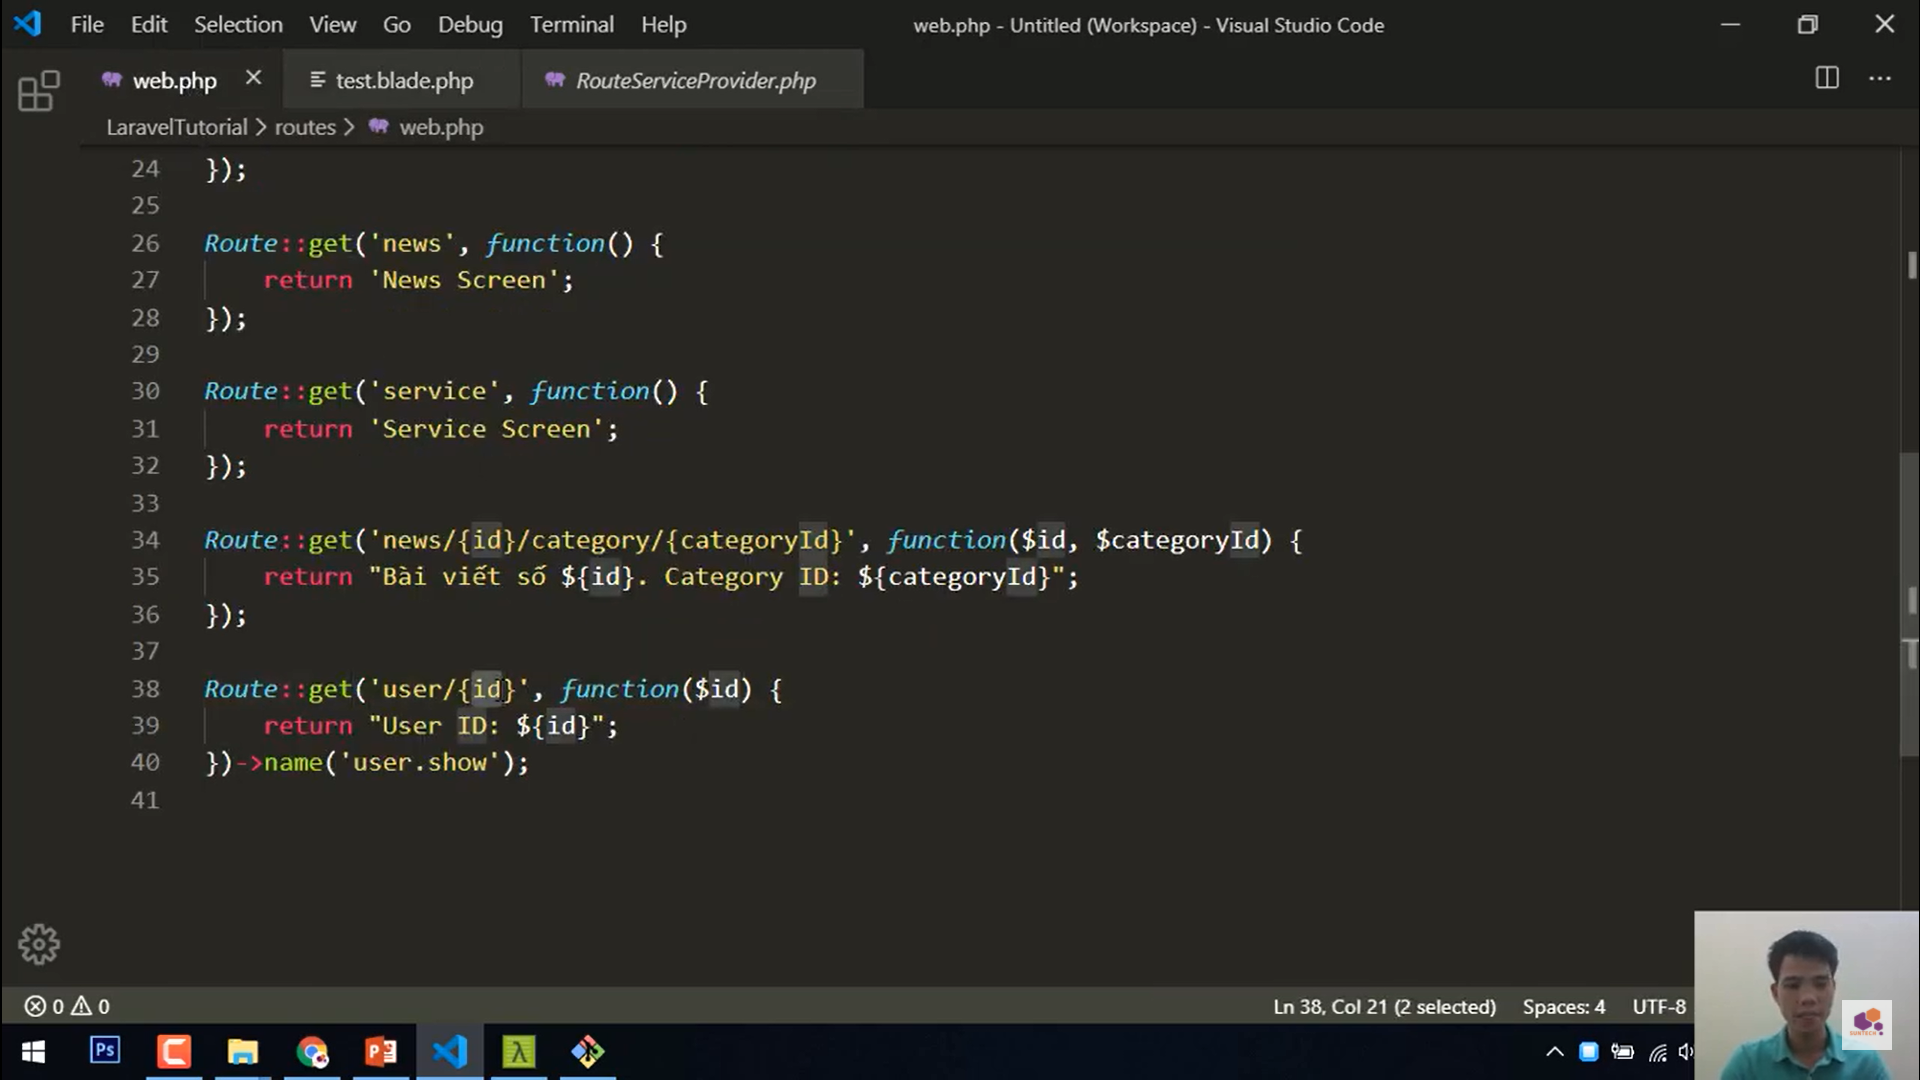 File Edit Selection View Go Debug Terminal Help web.php - Untitled (Workspace) - Visual Studio Code
web.php test.blade.php RouteServiceProvider.php
LaravelTutorial > routes > web.php
24 });
25
26 Route::get('news', function() {
27 return 'News Screen';
28 });
29
30 Route::get('service', function() {
31 return 'Service Screen';
32 });
33
34 Route::get('news/{id}/category/{categoryId}', function($id, $categoryId) {
35 return "Bài viết số ${id}. Category ID: ${categoryId}";
36 });
37
38 Route::get('user/{id}', function($id) {
39 return "User ID: ${id}";
40 })->name('user.show');
41
0 0 Ln 38, Col 21 (2 selected) Spaces: 4 UTF-8
Ps
SUNTECH